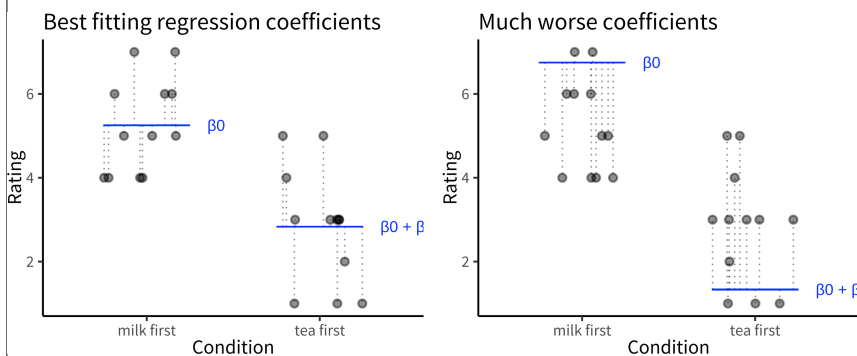 Best fitting regression coefficients
Rating
6
4
2
β0
β0 + β
milk first
tea first
Condition
Much worse coefficients
Rating
6
4
2
β0
β0 + β
milk first
tea first
Condition